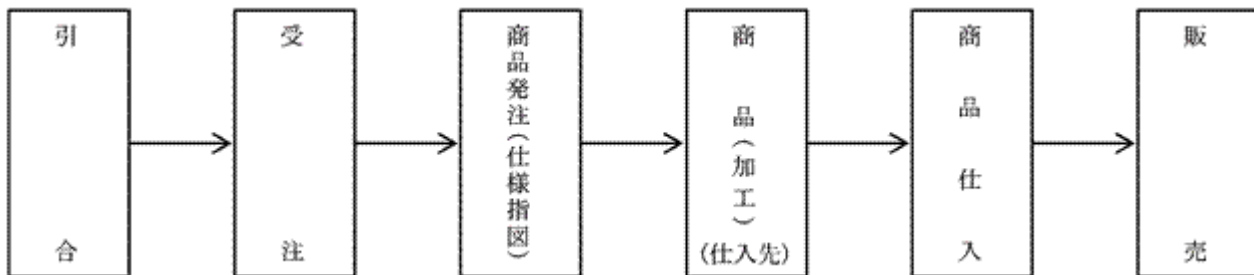 引合
受注
商品発注(仕様指図)
商品(加工)
(仕入先)
商品仕入
販売